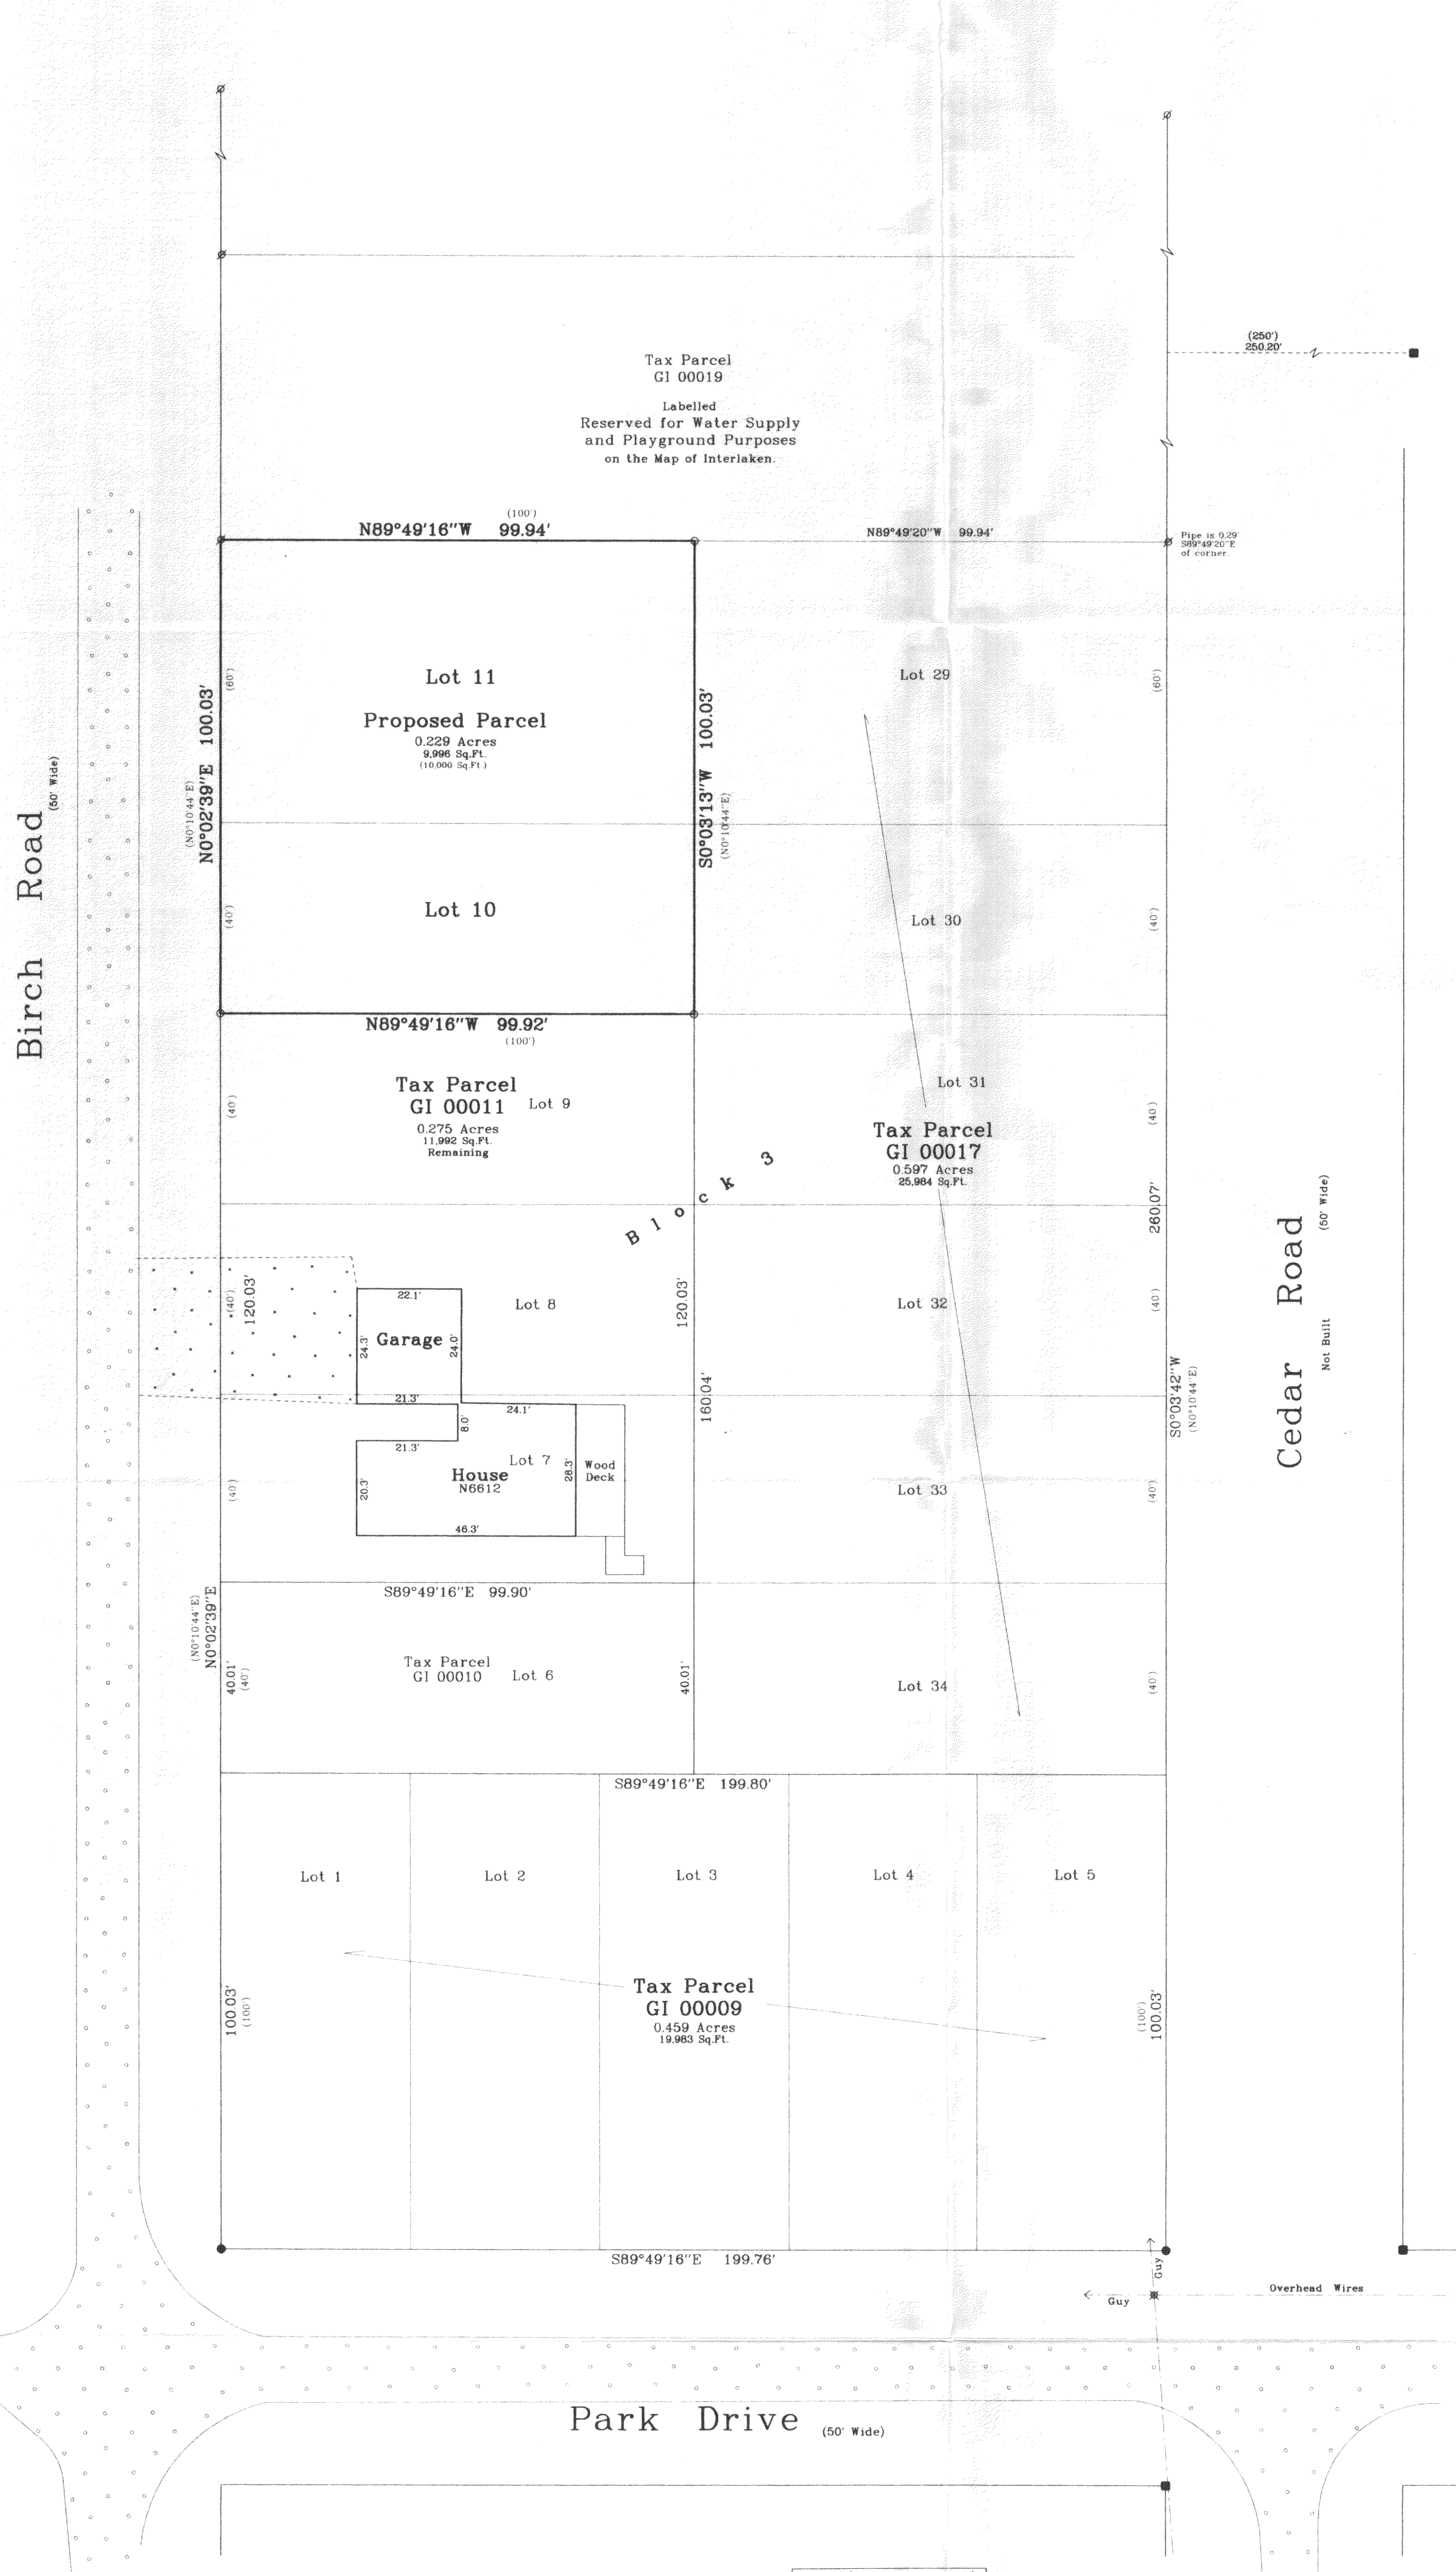 (250')
250.20'
Tax Parcel
GI 00019
Labelled
Reserved for Water Supply
and Playground Purposes
on the Map of Interlaken.
(100')
N89°49'16"W 99.94'
N89°49'20"W 99.94'
Pipe is 0.29'
S89°49'20"E
of corner.
Lot 11
Proposed Parcel
0.229 Acres
9,996 Sq.Ft.
(10,000 Sq.Ft.)
(60')
N0°02'39"E 100.03'
(N0°10'44"E)
S0°03'13"W 100.03'
(N0°10'44"E)
Lot 29
(60')
Birch Road
(50' Wide)
Lot 10
(40')
Lot 30
(40')
N89°49'16"W 99.92'
(100')
Tax Parcel
GI 00011
Lot 9
0.275 Acres
11,992 Sq.Ft.
Remaining
(40')
Lot 31
(40')
Tax Parcel
GI 00017
0.597 Acres
25,984 Sq.Ft.
Block 3
260.07'
Cedar Road
(50' Wide)
Not Built
(40')
120.03'
22.1'
Garage
24.3'
24.0'
21.3'
Lot 8
120.03'
160.04'
Lot 32
(40')
S0°03'42"W
(N0°10'44"E)
24.1'
8.0'
21.3'
Lot 7
House
N6612
20.3'
28.3'
46.3'
Wood
Deck
(40')
Lot 33
(40')
S89°49'16"E 99.90'
(N0°10'44"E)
N0°02'39"E
Tax Parcel
GI 00010
Lot 6
40.01'
(40')
40.01'
Lot 34
(40')
S89°49'16"E 199.80'
Lot 1
Lot 2
Lot 3
Lot 4
Lot 5
Tax Parcel
GI 00009
0.459 Acres
19,983 Sq.Ft.
100.03'
(100')
(100')
100.03'
S89°49'16"E 199.76'
Guy
Guy
Overhead Wires
Park Drive
(50' Wide)